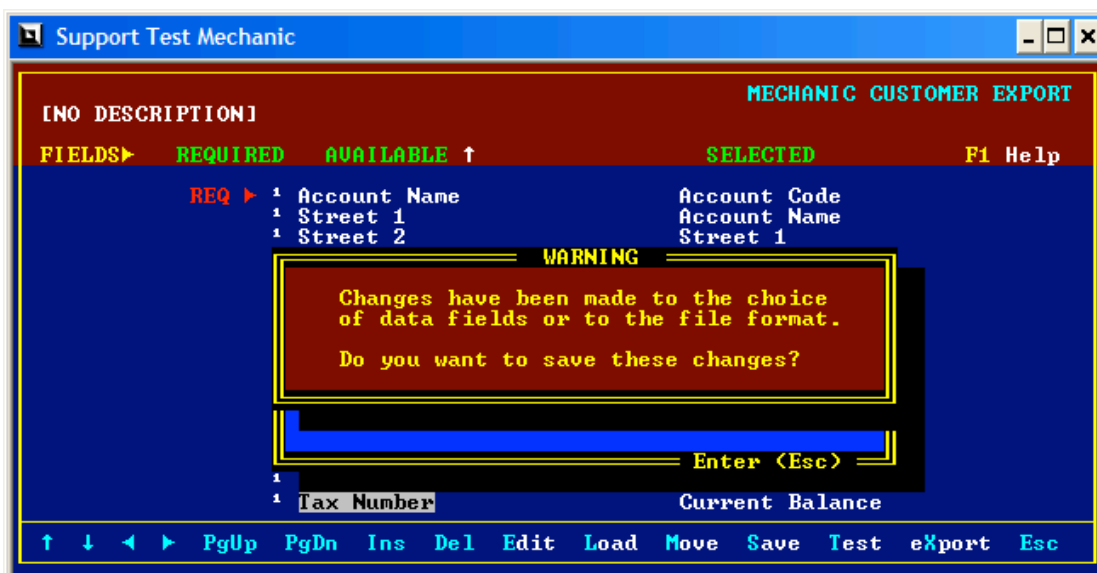 Support Test Mechanic
MECHANIC CUSTOMER EXPORT
[NO DESCRIPTION]
FIELDS► REQUIRED AVAILABLE ↑ SELECTED F1 Help
REQ ► ¹ Account Name Account Code
¹ Street 1 Account Name
¹ Street 2 Street 1
WARNING
Changes have been made to the choice
of data fields or to the file format.
Do you want to save these changes?
Enter (Esc)
¹
¹ Tax Number Current Balance
↑ ↓ ◄ ► PgUp PgDn Ins Del Edit Load Move Save Test eXport Esc